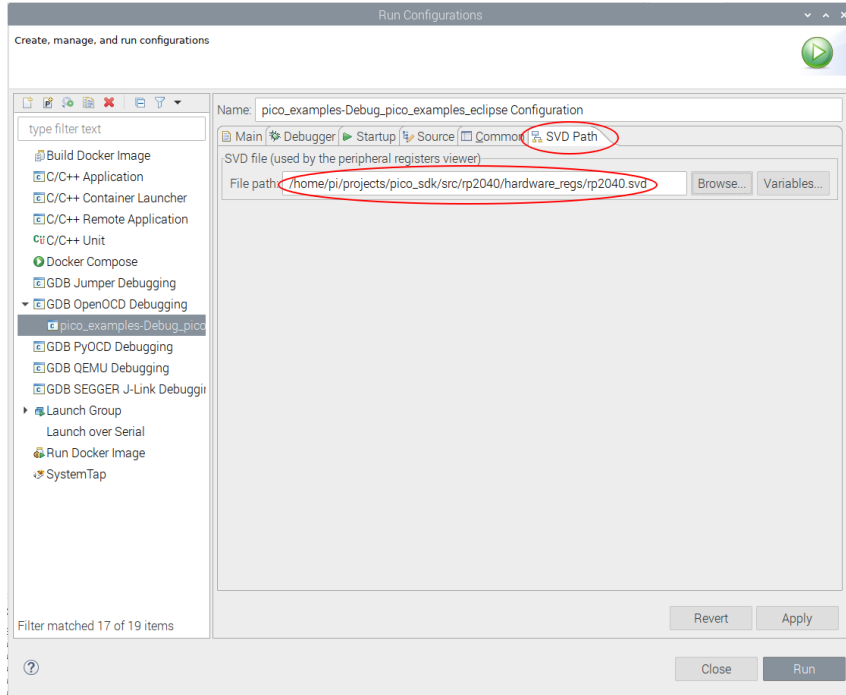 Run Configurations
Create, manage, and run configurations
Name: pico_examples-Debug_pico_examples_eclipse Configuration
type filter text
Main Debugger Startup Source Common SVD Path
SVD file (used by the peripheral registers viewer)
File path: /home/pi/projects/pico_sdk/src/rp2040/hardware_regs/rp2040.svd Browse... Variables...
Build Docker Image
C/C++ Application
C/C++ Container Launcher
C/C++ Remote Application
C/C++ Unit
Docker Compose
GDB Jumper Debugging
GDB OpenOCD Debugging
pico_examples-Debug_pico
GDB PyOCD Debugging
GDB QEMU Debugging
GDB SEGGER J-Link Debuggin
Launch Group
Launch over Serial
Run Docker Image
SystemTap
Revert Apply
Filter matched 17 of 19 items
Close Run